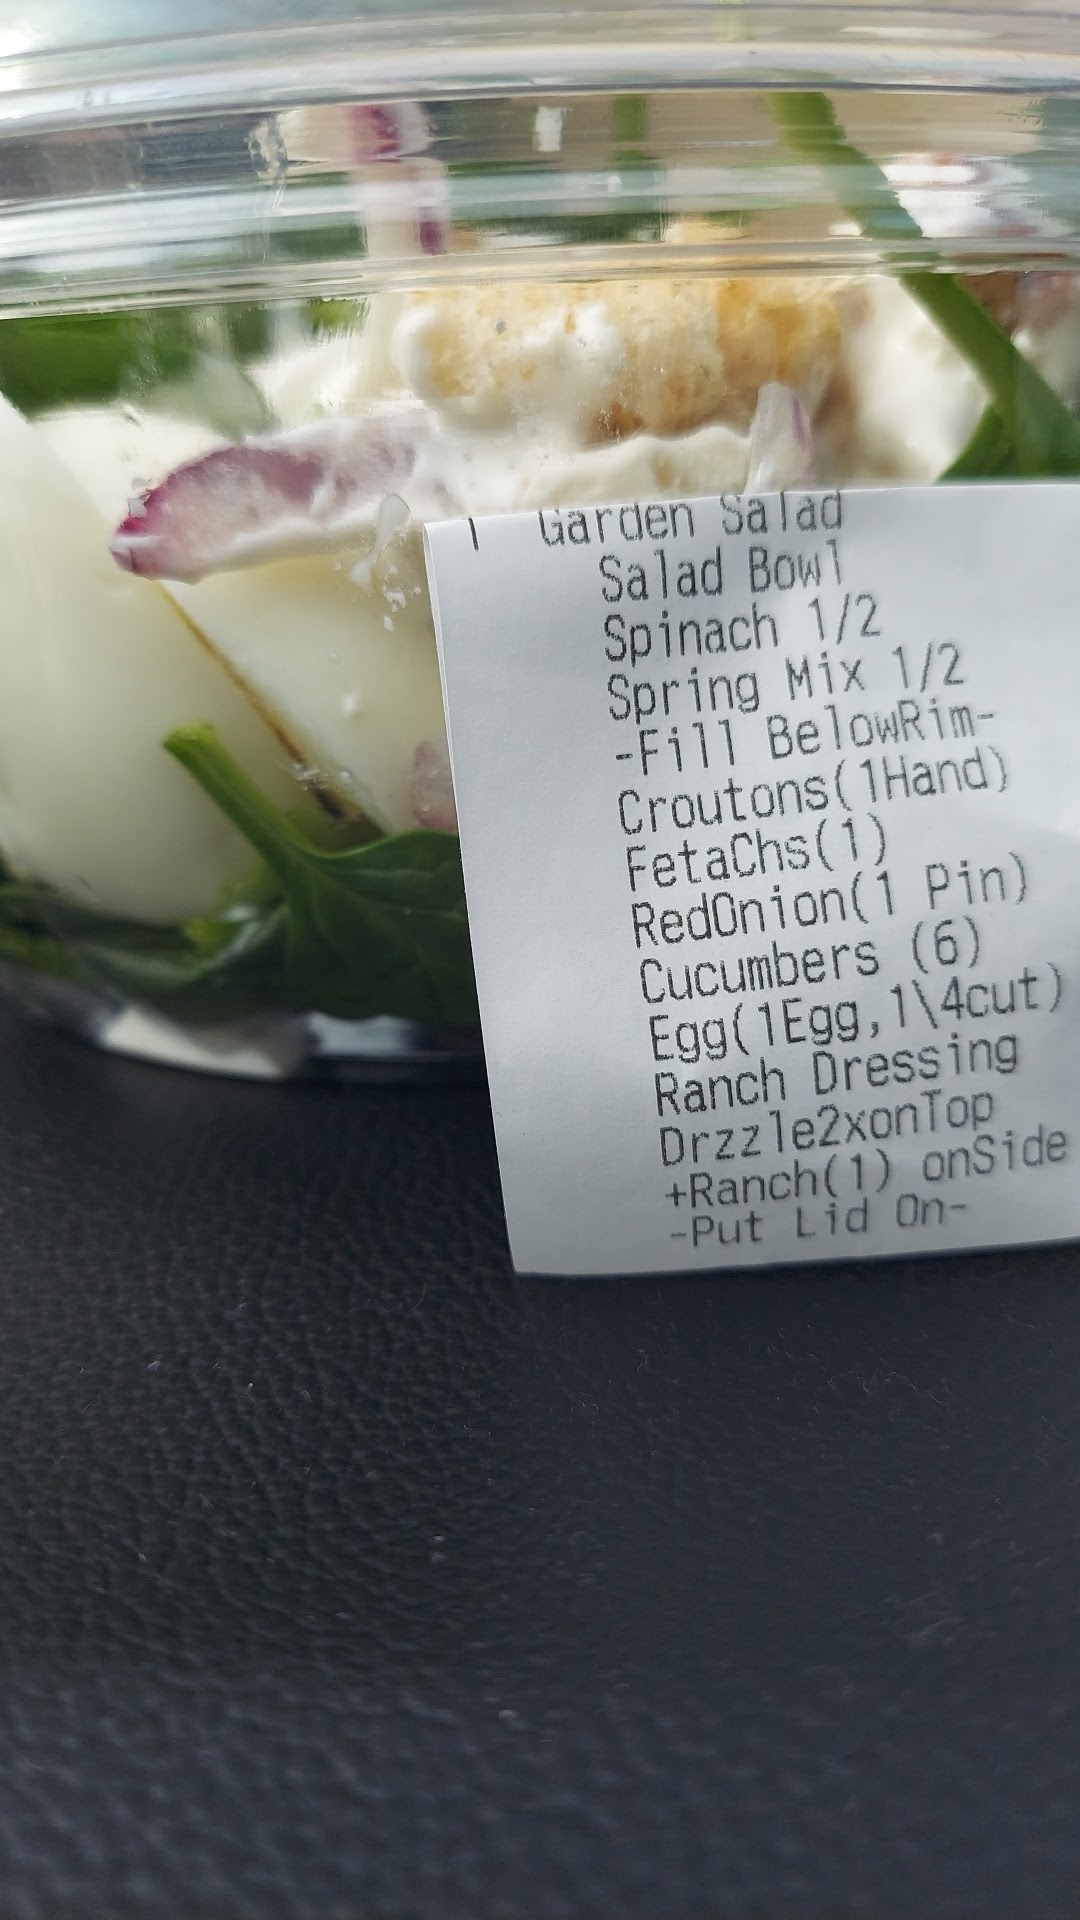 1 Garden Salad
Salad Bowl
Spinach 1/2
Spring Mix 1/2
-Fill BelowRim-
Croutons(1Hand)
FetaChs(1)
RedOnion(1 Pin)
Cucumbers (6)
Egg(1Egg,1\4cut)
Ranch Dressing
Drzzle2xonTop
+Ranch(1) onSide
-Put Lid On-